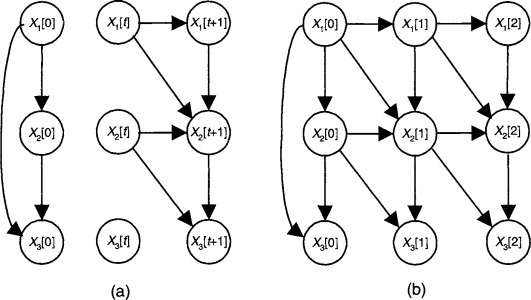 X1[0] X1[t] X1[t+1] X1[0] X1[1] X1[2]
X2[0] X2[t] X2[t+1] X2[0] X2[1] X2[2]
X3[0] X3[t] X3[t+1] X3[0] X3[1] X3[2]
(a) (b)